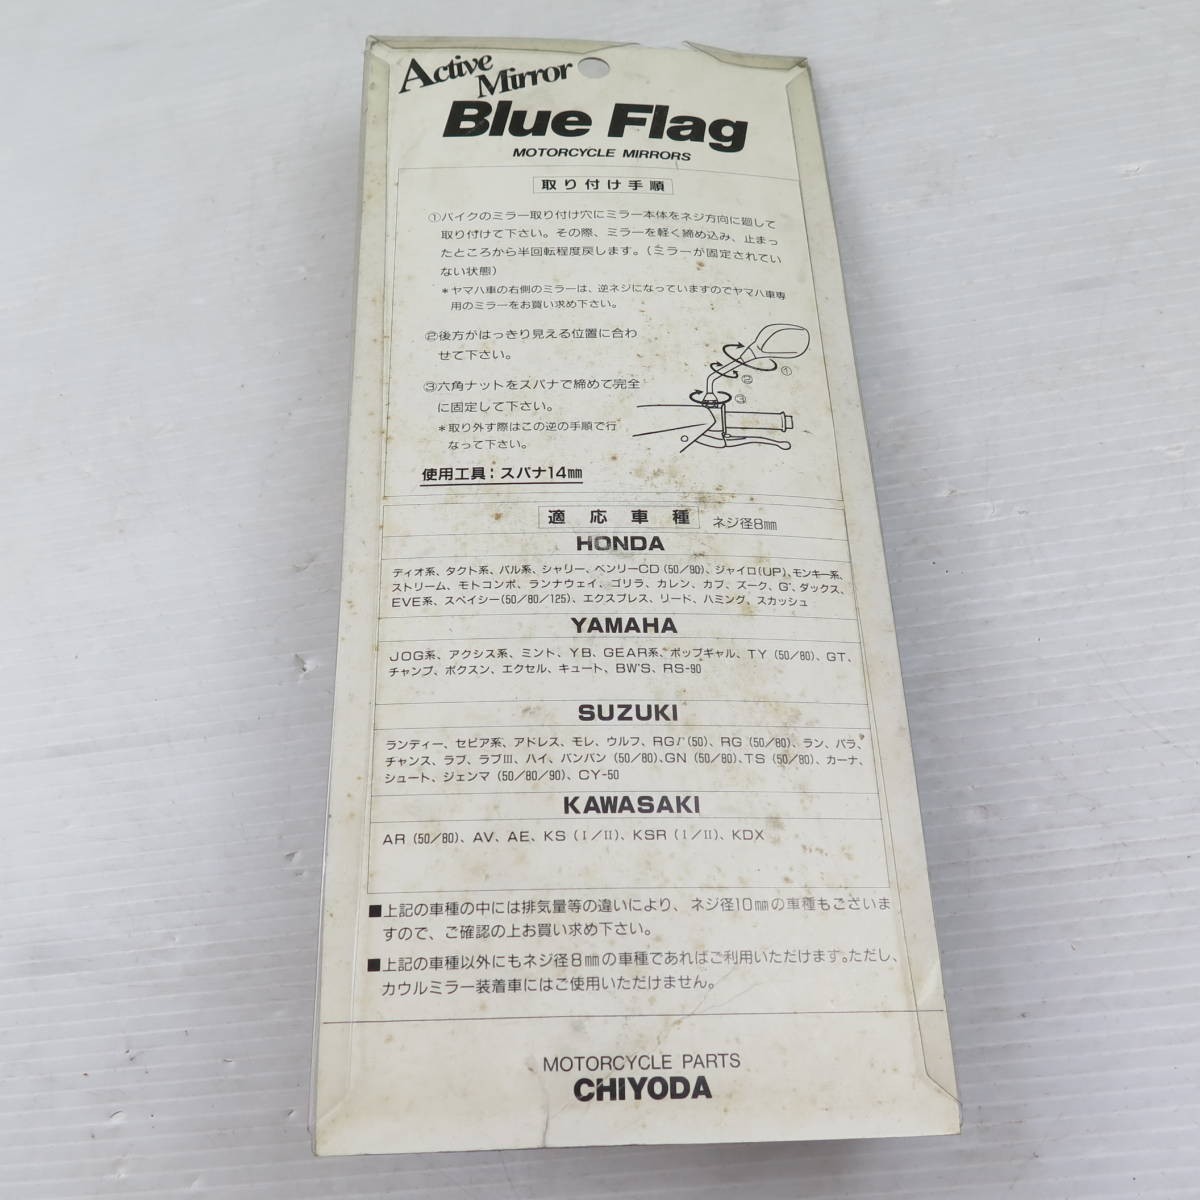 Active
Mirror
Blue Flag
MOTORCYCLE MIRRORS
取り付け手順
①バイクのミラー取り付け穴にミラー本体をネジ方向に廻して
取り付けて下さい。その際、ミラーを軽く締め込み、止まっ
たところから半回転程度戻します。(ミラーが固定されてい
ない状態)
*ヤマハ車の右側のミラーは、逆ネジになっていますのでヤマハ車専
用のミラーをお買い求め下さい。
②後方がはっきり見える位置に合わ
せて下さい。
③六角ナットをスパナで締めて完全
に固定して下さい。
*取り外す際はこの逆の手順で行
なって下さい。
①
②
③
使用工具:スパナ14mm
適応車種 ネジ径8mm
HONDA
ディオ系、タクト系、パル系、シャリー、ベンリーCD(50/90)、ジャイロ(UP)、モンキー系、
ストリーム、モトコンポ、ランナウェイ、ゴリラ、カレン、カブ、ズーク、G'、ダックス、
EVE系、スペイシー(50/80/125)、エクスプレス、リード、ハミング、スカッシュ
YAMAHA
JOG系、アクシス系、ミント、YB、GEAR系、ポップギャル、TY(50/80)、GT、
チャンプ、ボクスン、エクセル、キュート、BW'S、RS-90
SUZUKI
ランディー、セピア系、アドレス、モレ、ウルフ、RGΓ(50)、RG(50/80)、ラン、パラ、
チャンス、ラブ、ラブIII、ハイ、バンバン(50/80)、GN(50/80)、TS(50/80)、カーナ、
シュート、ジェンマ(50/80/90)、CY-50
KAWASAKI
AR(50/80)、AV、AE、KS(I/II)、KSR(I/II)、KDX
■上記の車種の中には排気量等の違いにより、ネジ径10mmの車種もございま
すので、ご確認の上お買い求め下さい。
■上記の車種以外にもネジ径8mmの車種であればご利用いただけます。ただし、
カウルミラー装着車にはご使用いただけません。
MOTORCYCLE PARTS
CHIYODA